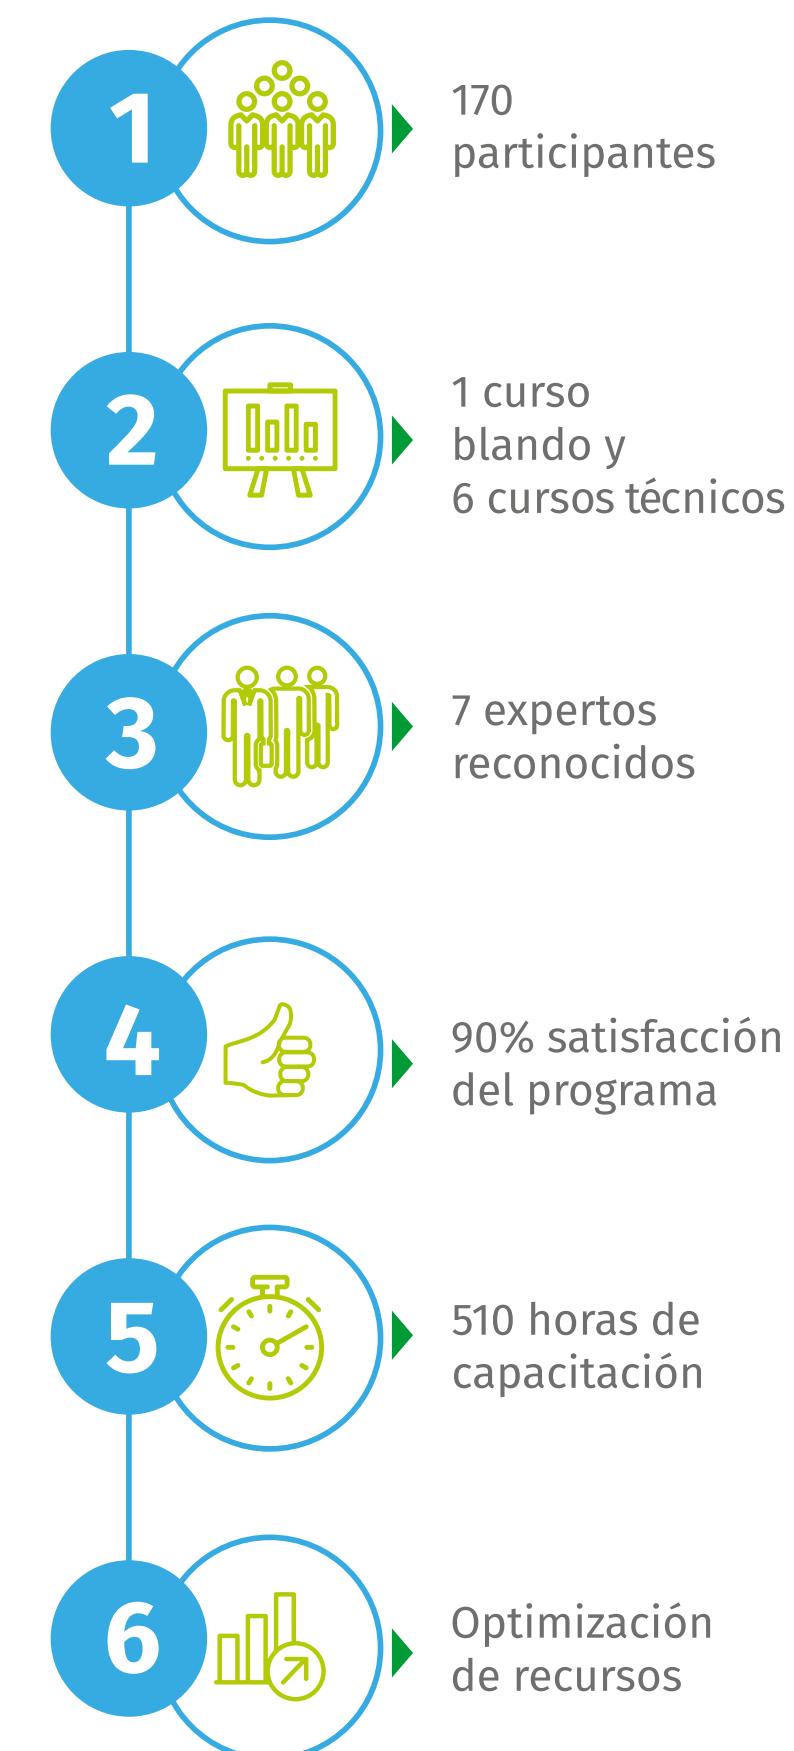 1
170
participantes
2
1 curso
blando y
6 cursos técnicos
3
7 expertos
reconocidos
4
90% satisfacción
del programa
5
510 horas de
capacitación
6
Optimización
de recursos